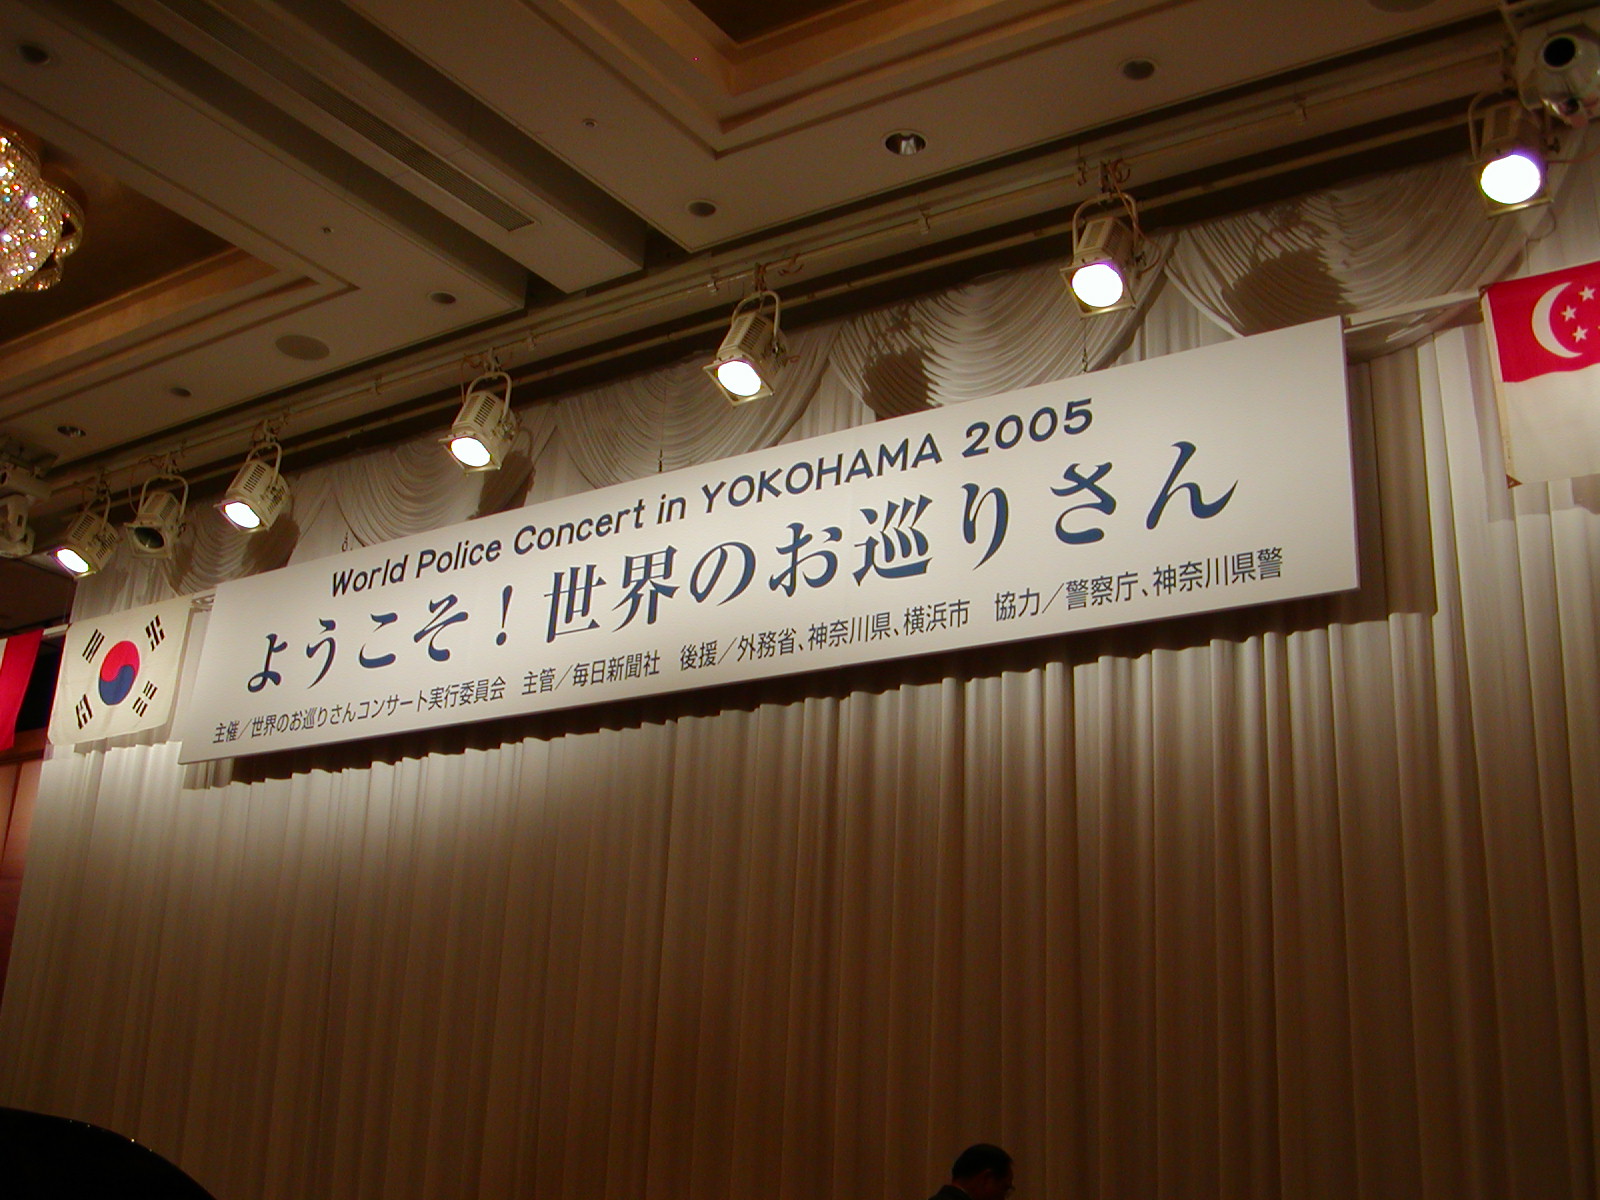 World Police Concert in YOKOHAMA 2005
ようこそ！世界のお巡りさん
主催／世界のお巡りさんコンサート実行委員会　主管／毎日新聞社　後援／外務省、神奈川県、横浜市　協力／警察庁、神奈川県警